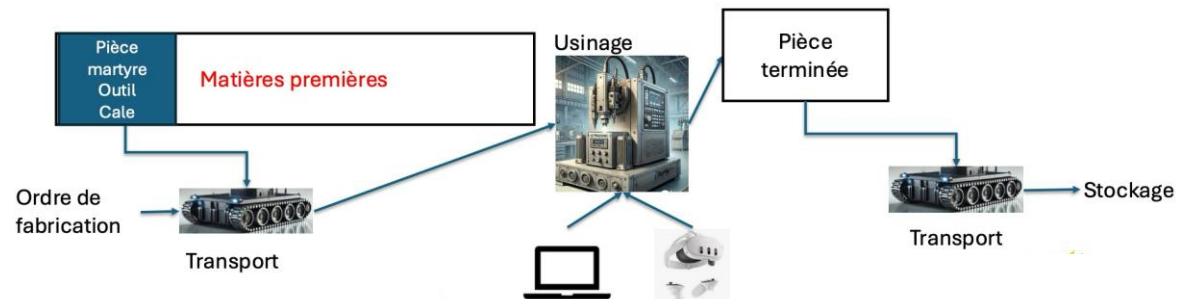 Pièce
martyre
Outil
Cale
Matières premières
Usinage
Pièce
terminée
Ordre de
fabrication
Transport
Transport
Stockage